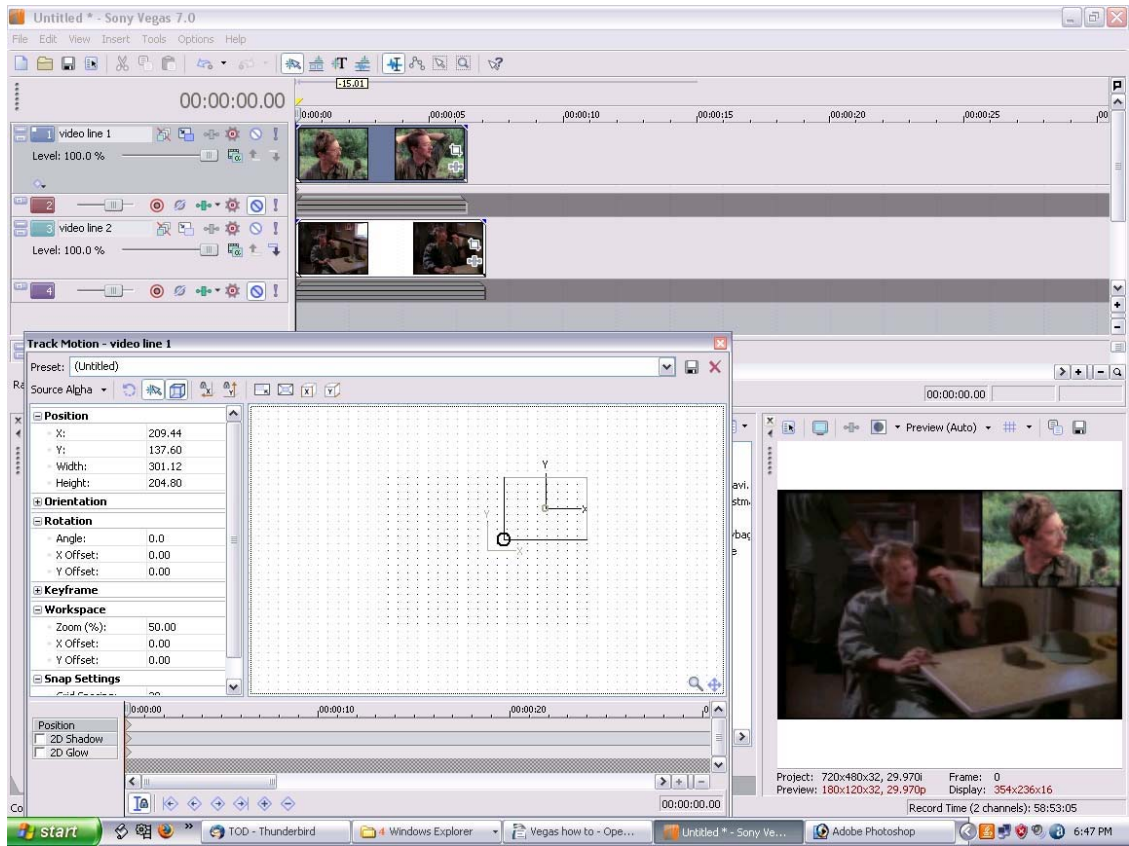 Untitled * - Sony Vegas 7.0
File Edit View Insert Tools Options Help
-15.01
00:00:00.00
0:00:00 ,00:00:05 ,00:00:10 ,00:00:15 ,00:00:20 ,00:00:25 ,00
1 video line 1
Level: 100.0 %
2
3 video line 2
Level: 100.0 %
4
Track Motion - video line 1
Preset: (Untitled)
Source Alpha
Position
X: 209.44
Y: 137.60
Width: 301.12
Height: 204.80
Orientation
Rotation
Angle: 0.0
X Offset: 0.00
Y Offset: 0.00
Keyframe
Workspace
Zoom (%): 50.00
X Offset: 0.00
Y Offset: 0.00
Snap Settings
Y
X
Y
X
0:00:00 ,00:00:10 ,00:00:20 ,0
Position
2D Shadow
2D Glow
00:00:00.00
Ra
Co
00:00:00.00
avi.
Preview (Auto)
Project: 720x480x32, 29.970i Frame: 0
Preview: 180x120x32, 29.970p Display: 354x236x16
Record Time (2 channels): 58:53:05
start
TOD - Thunderbird
4 Windows Explorer
Vegas how to - Ope...
Untitled * - Sony Ve...
Adobe Photoshop
6:47 PM